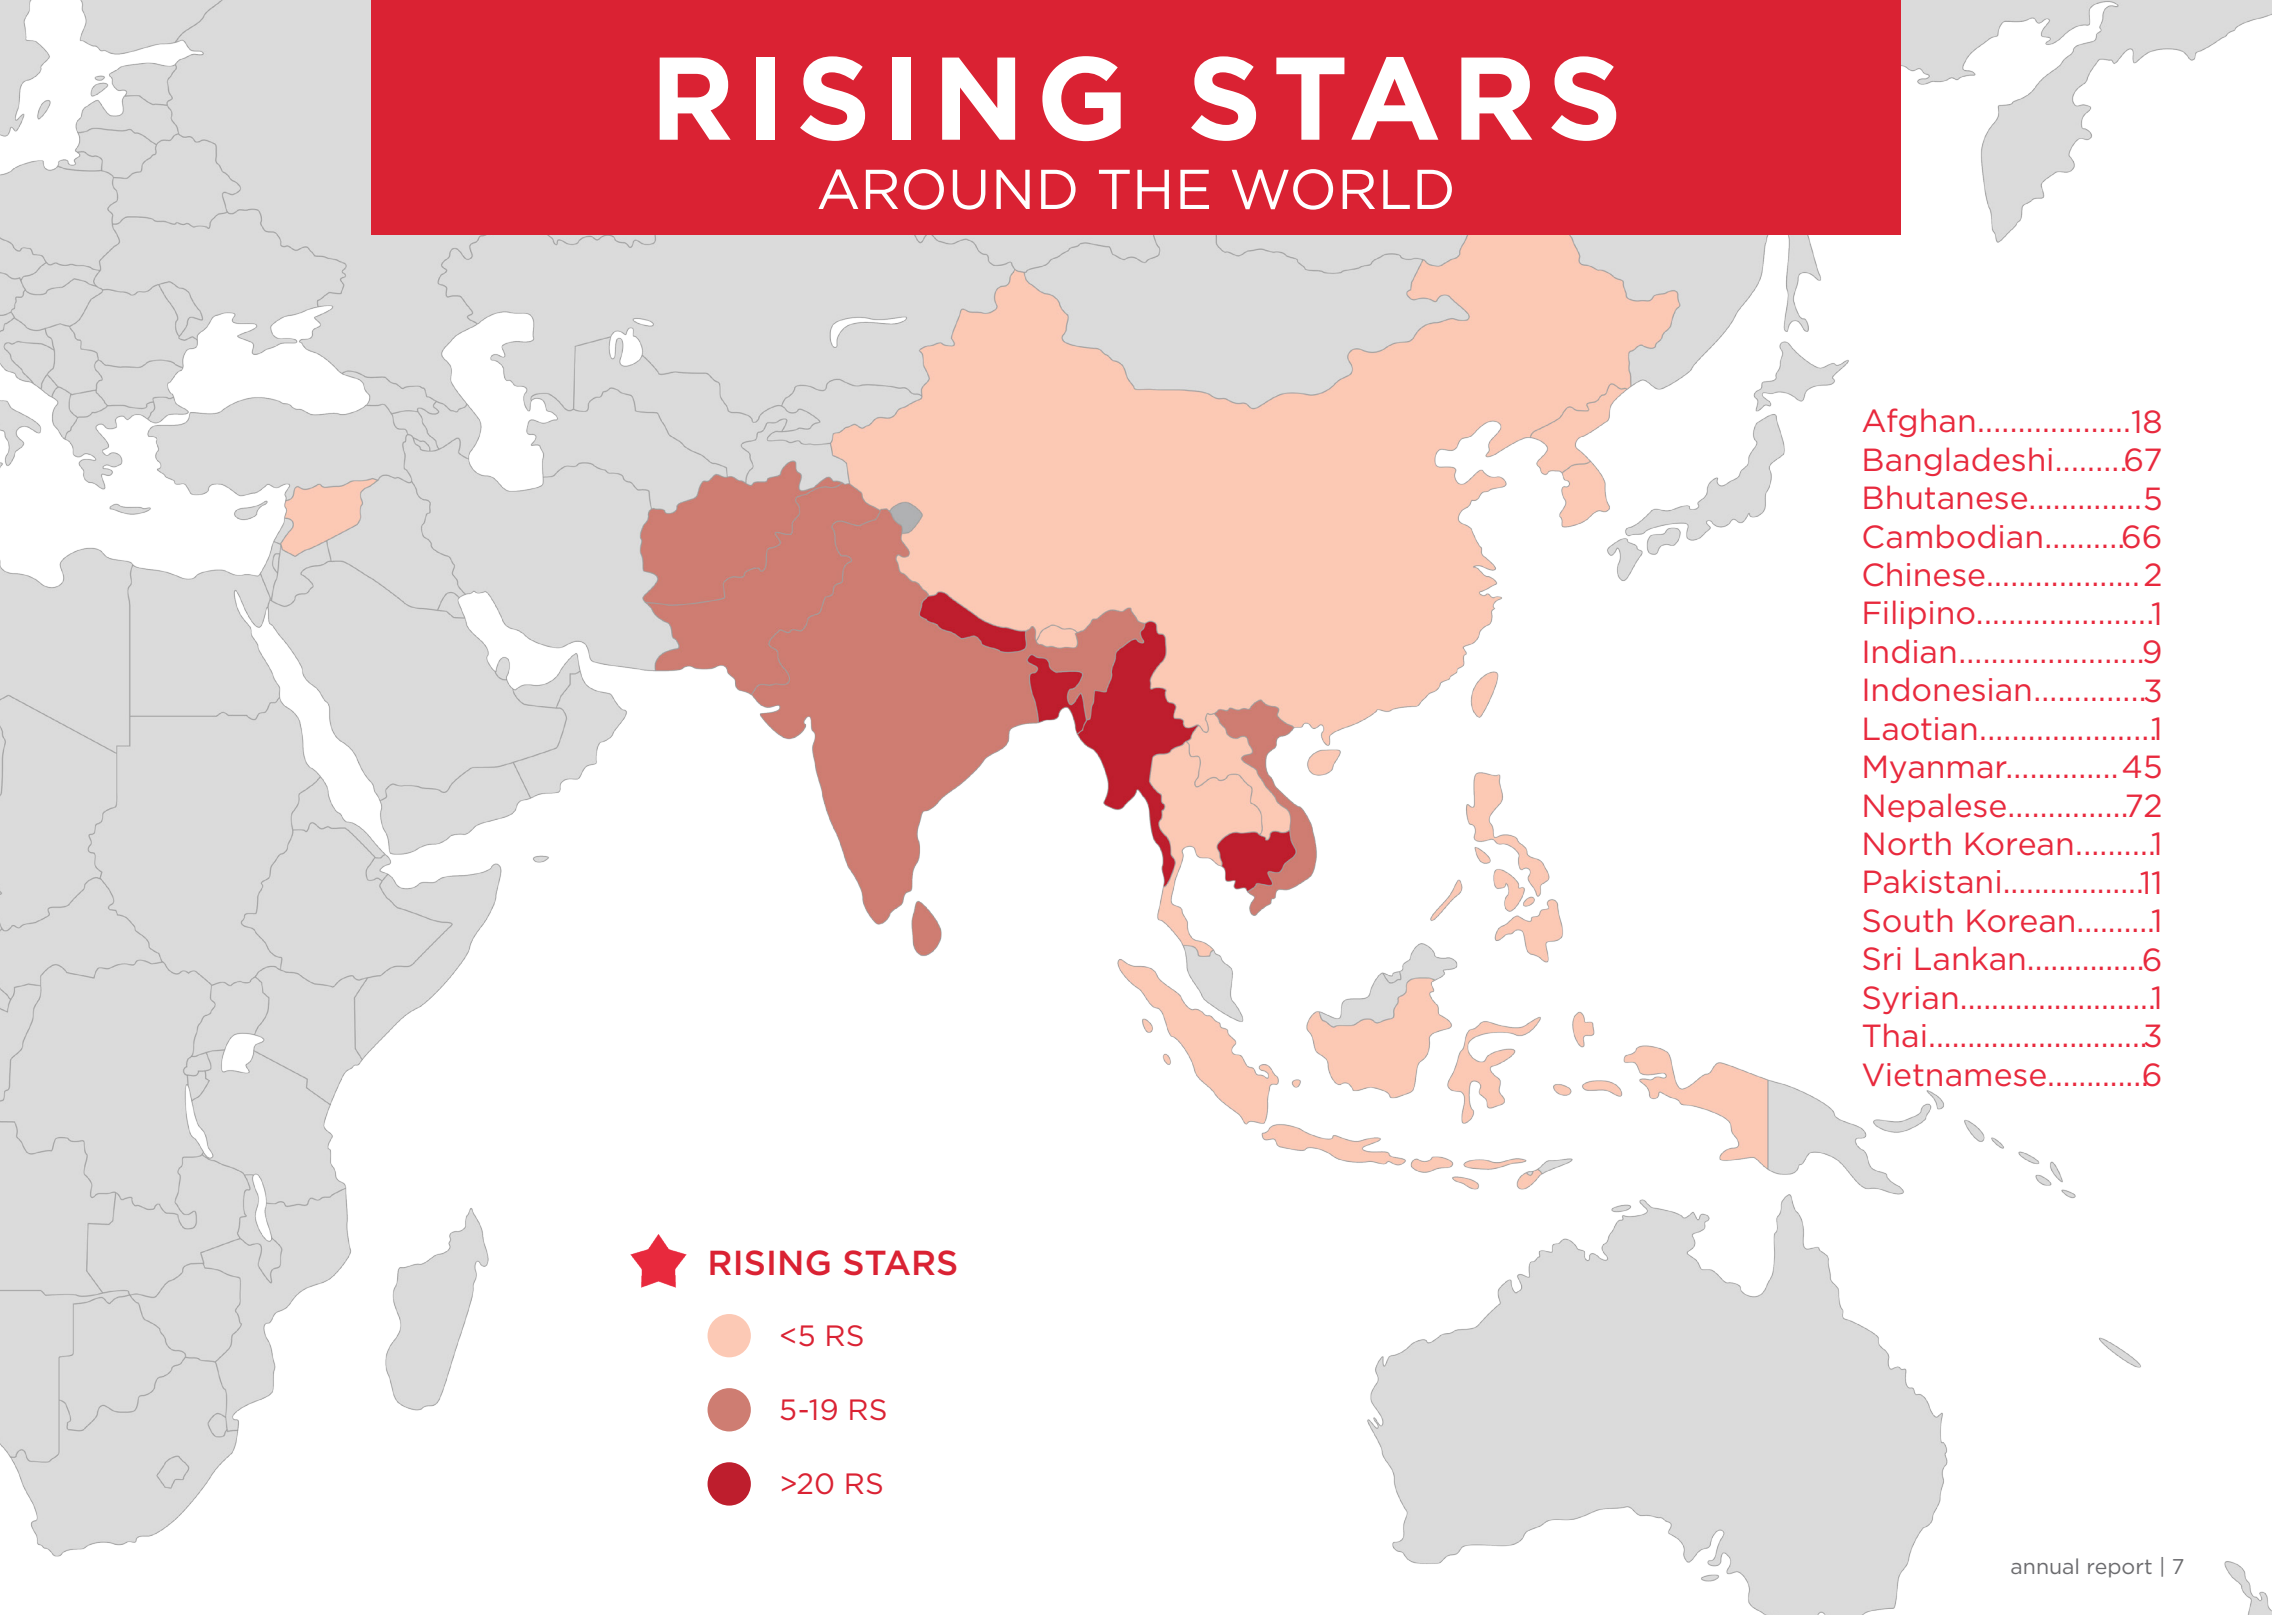 RISING STARS
AROUND THE WORLD
Afghan...................18
Bangladeshi.........67
Bhutanese..............5
Cambodian..........66
Chinese................... 2
Filipino......................1
Indian.......................9
Indonesian..............3
Laotian......................1
Myanmar.............. 45
Nepalese...............72
North Korean..........1
Pakistani.................11
South Korean..........1
Sri Lankan...............6
Syrian........................1
Thai...........................3
Vietnamese............6
RISING STARS
<5 RS
5-19 RS
>20 RS
annual report | 7